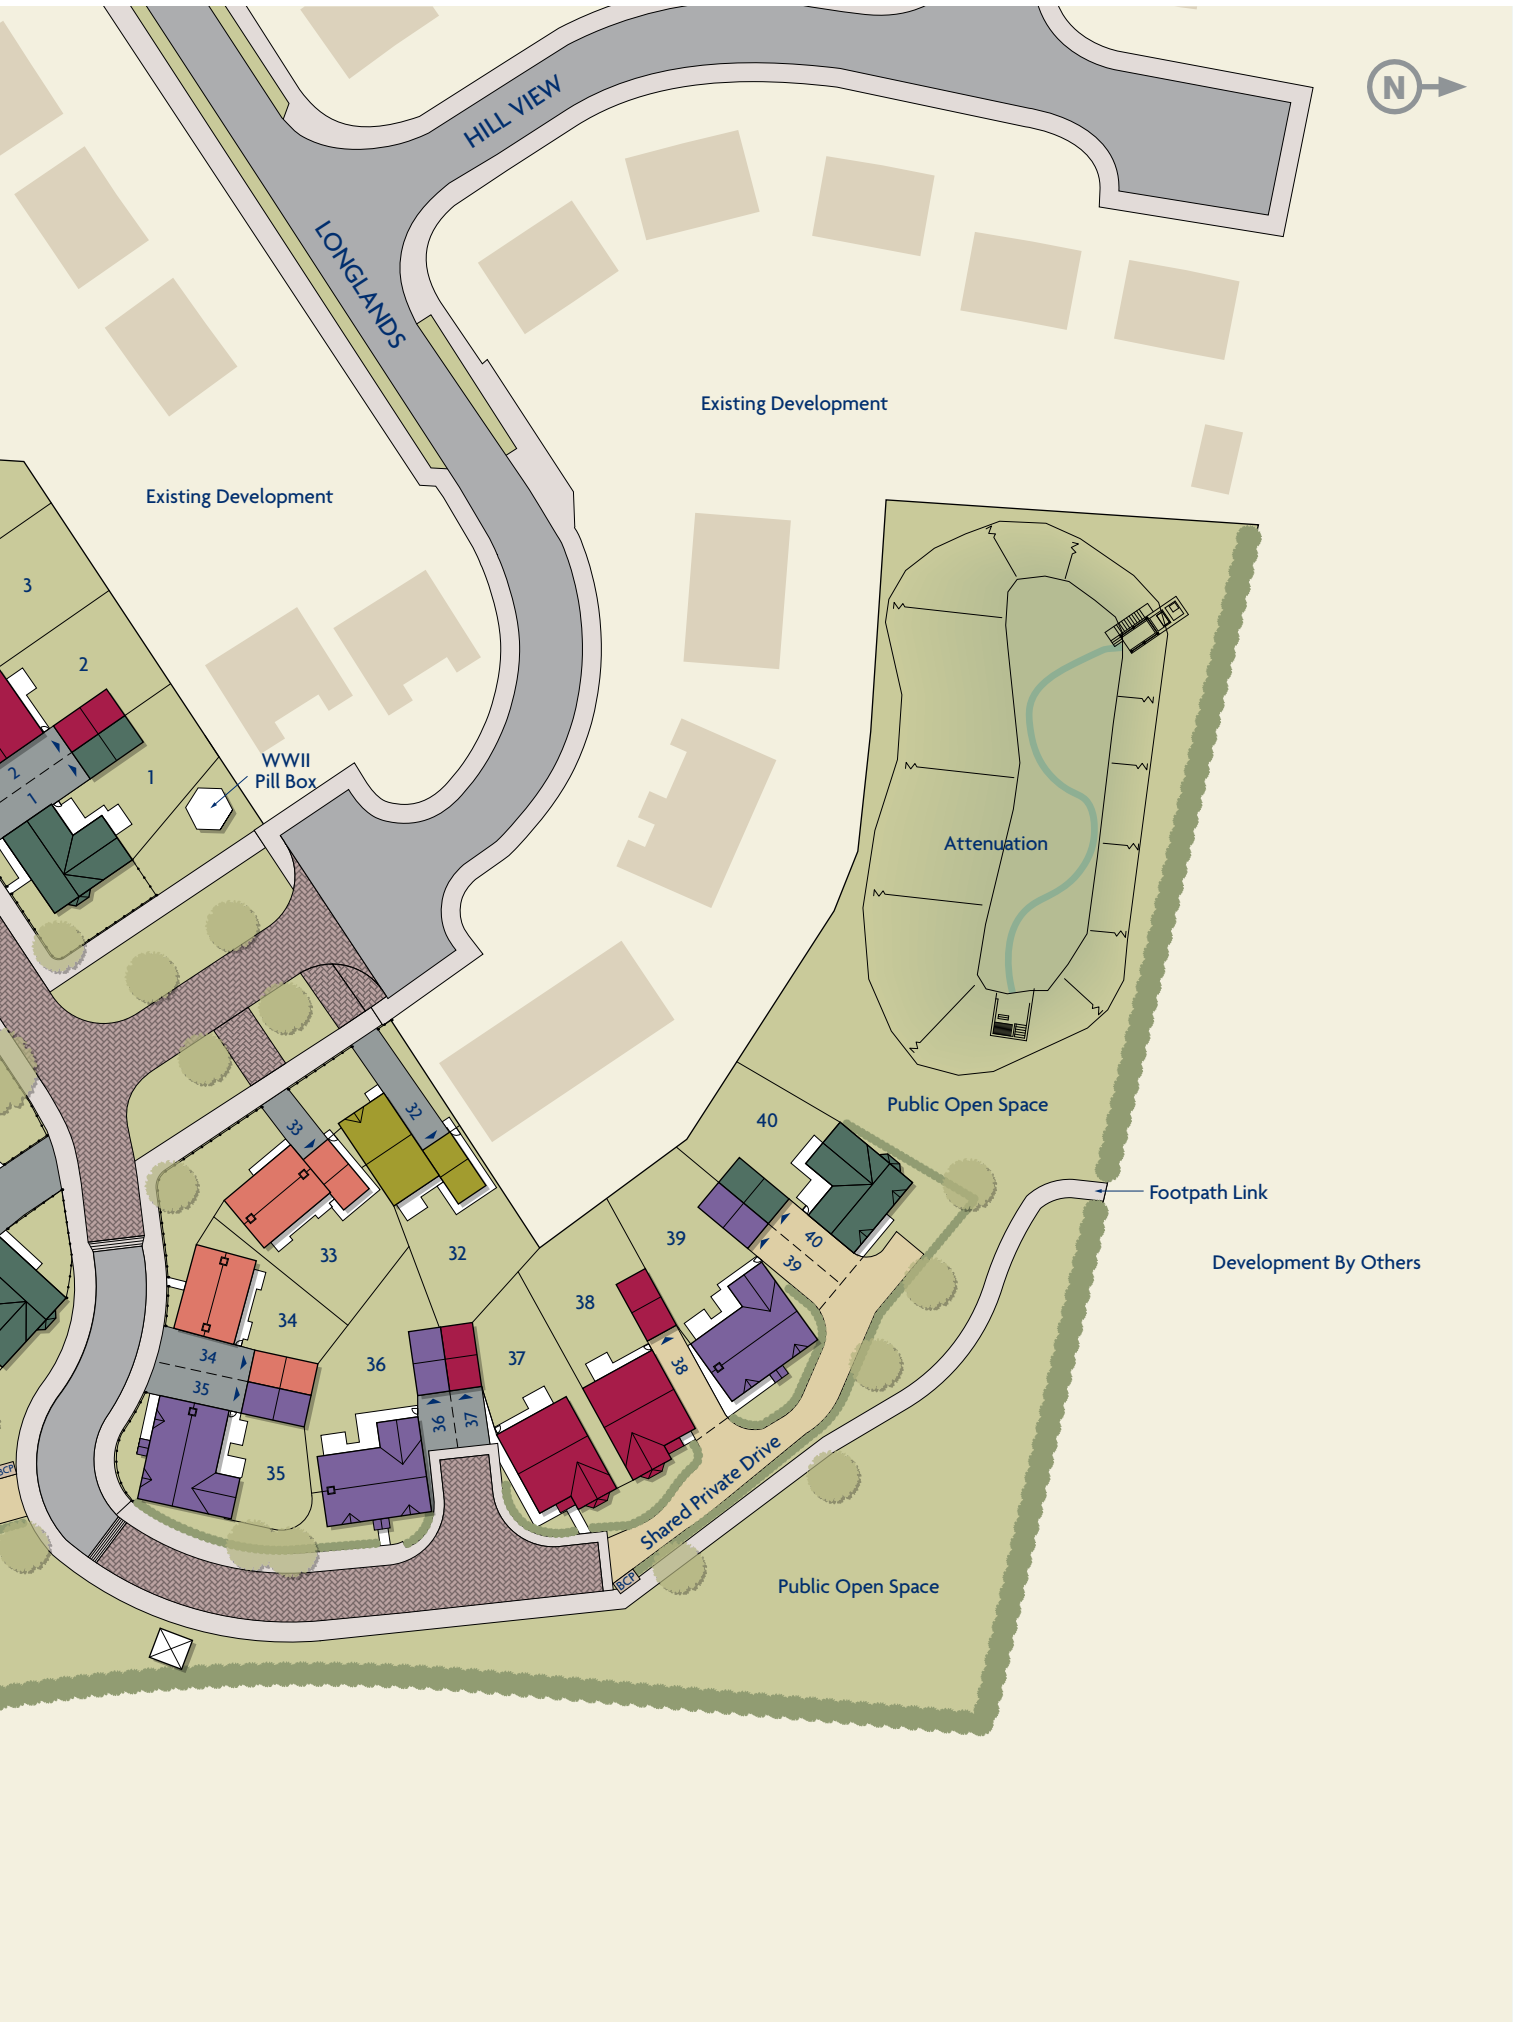 N
HILL VIEW
LONGLANDS
Existing Development
Existing Development
3
2
WWII
Pill Box
1
2
1
Attenuation
Public Open Space
32
33
40
Footpath Link
39
40
39
33
32
Development By Others
38
34
34
35
36
37
38
36
37
35
Shared Private Drive
BCP
BCP
Public Open Space